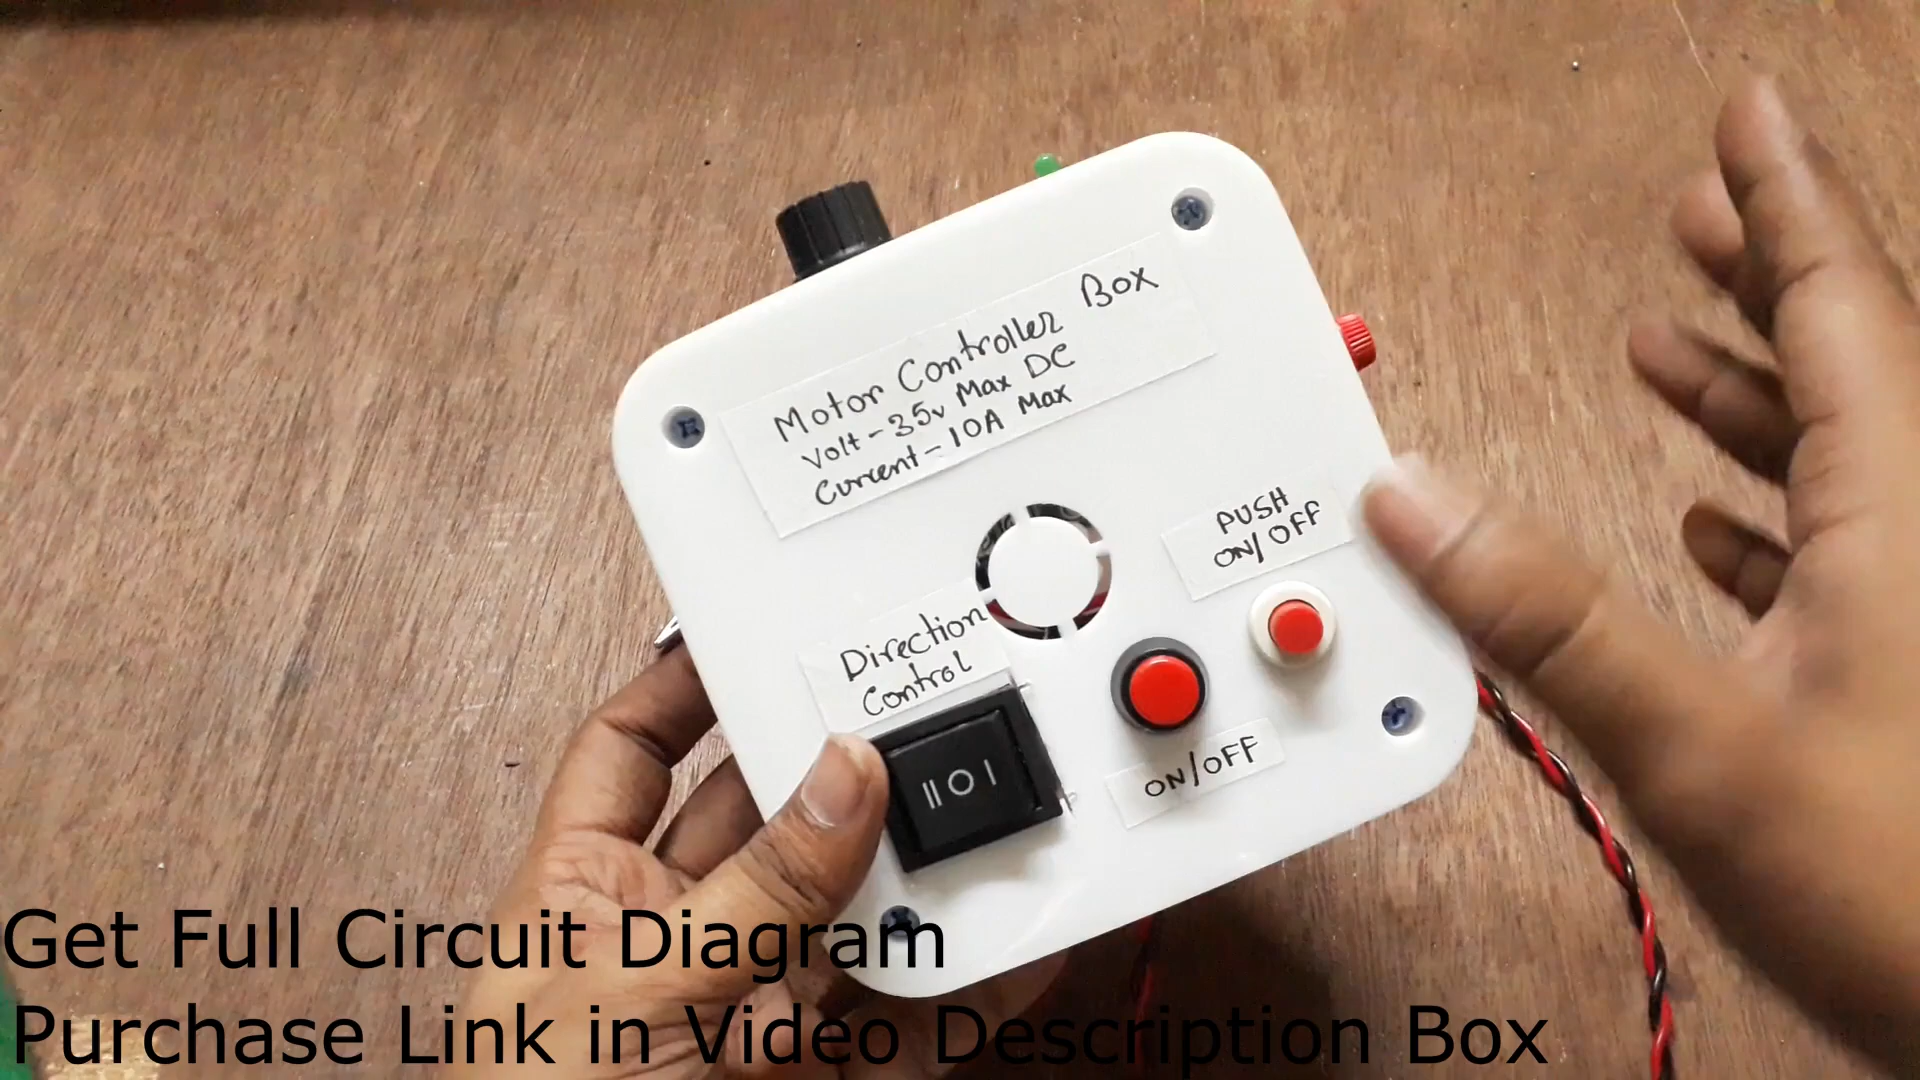 Motor Controller Box
Volt - 35v Max DC
Current - 10A Max
PUSH
ON/OFF
Direction
Control
II O I
ON/OFF
Get Full Circuit Diagram
Purchase Link in Video Description Box